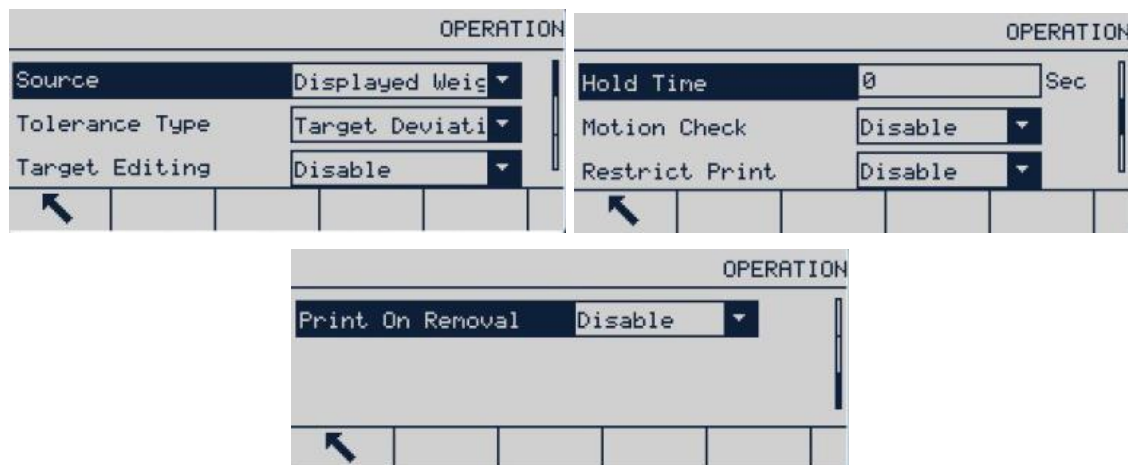 OPERATION
Source Displayed Weig
Tolerance Type Target Deviati
Target Editing Disable
OPERATION
Hold Time 0 Sec
Motion Check Disable
Restrict Print Disable
OPERATION
Print On Removal Disable